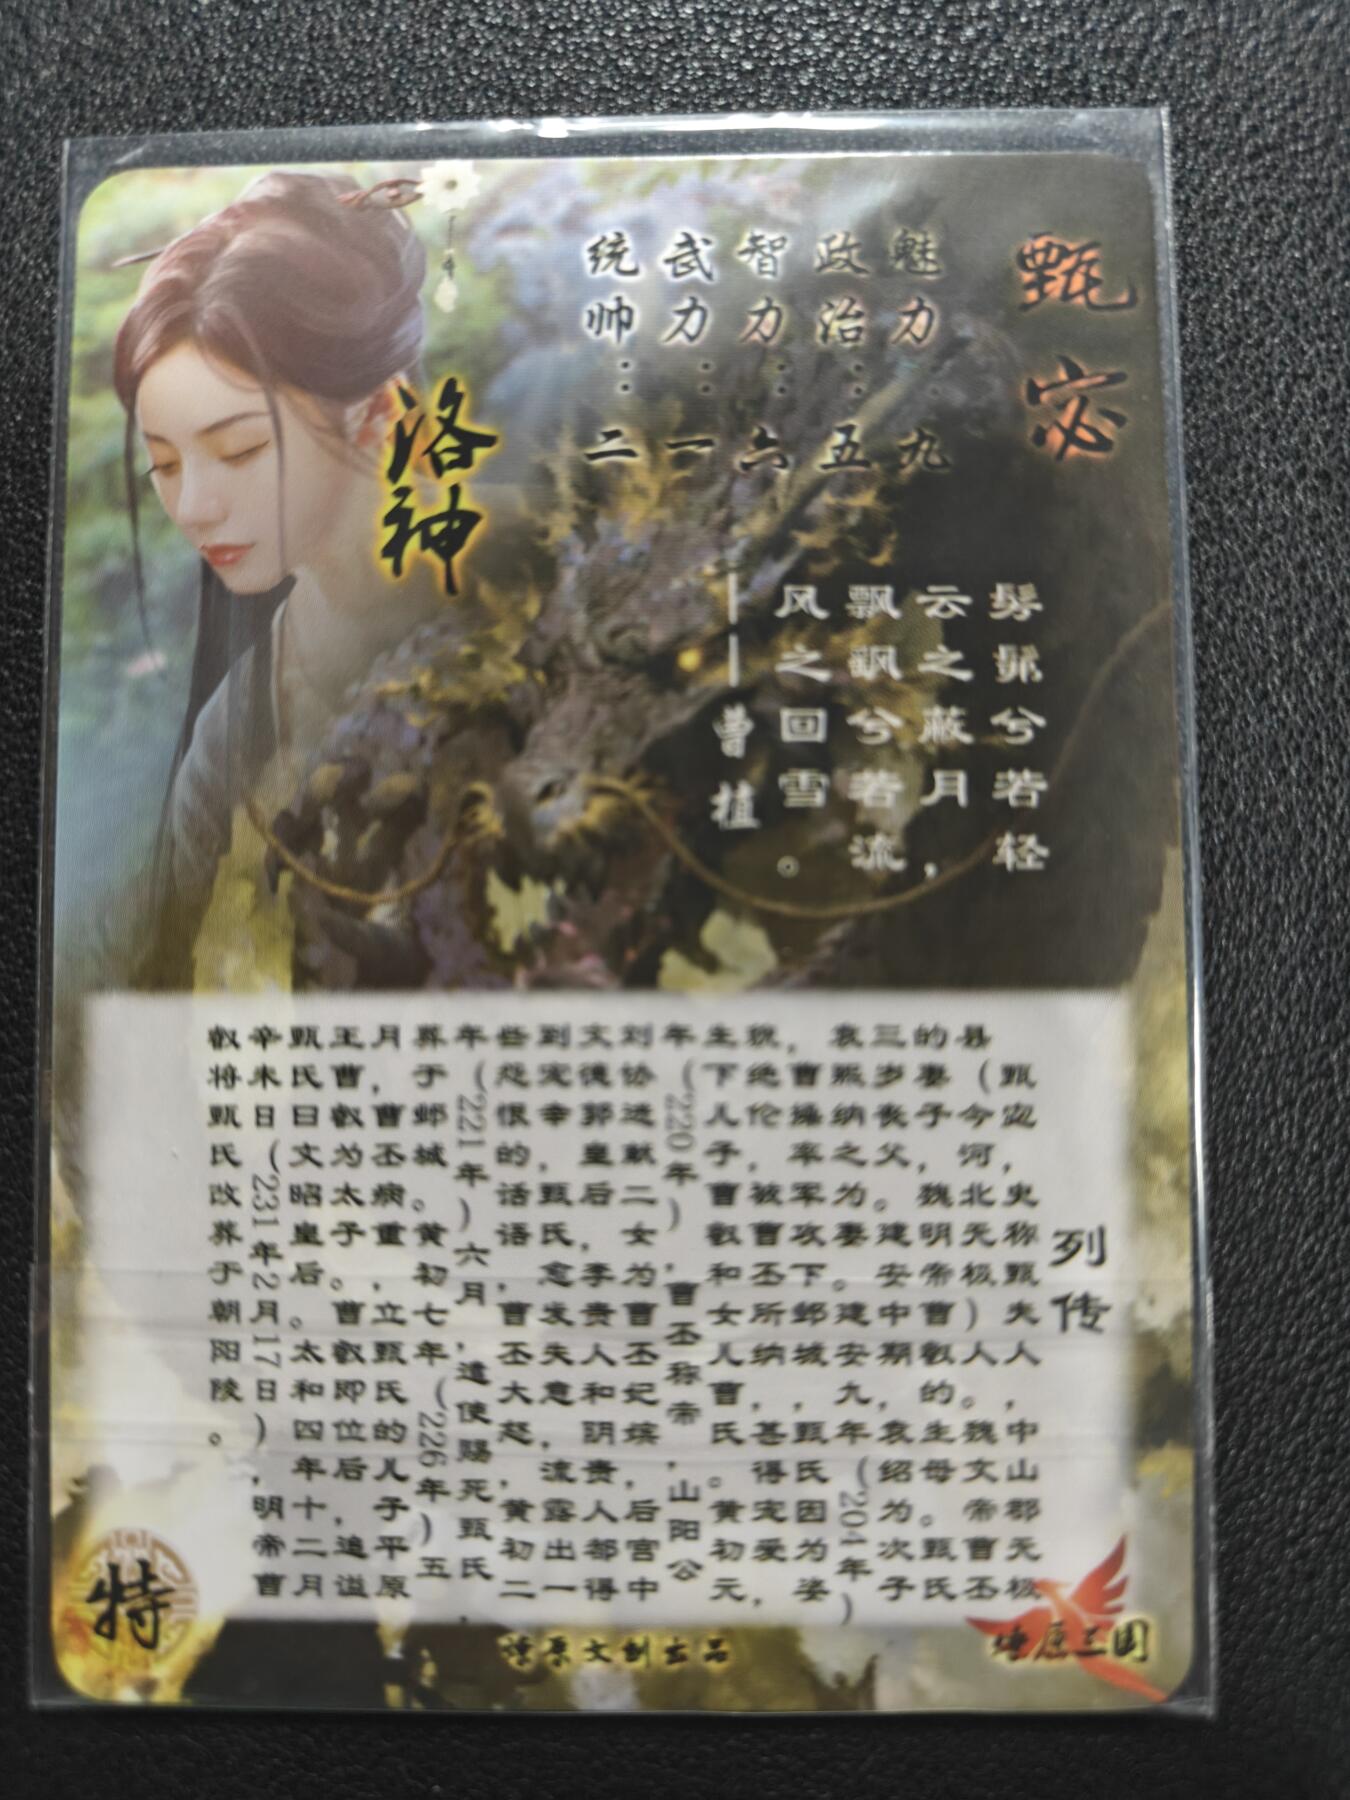 甄宓
魅力：九
政治：五
智力：六
武力：一
统帅：二
洛神
髣髴兮若轻
云之蔽月，
飘飖兮若流
风之回雪。
——曹植
列传
甄宓，史称甄夫人，中山郡无极
县（今河北无极）人。魏文帝曹丕
的妻子，魏明帝曹叡的生母。甄氏
三岁丧父。建安中期，袁绍为次子
袁熙纳之为妻。建安九年（204年）
，曹操率军攻下邺城，甄氏因为姿
貌绝伦，被曹丕所纳，甚得宠爱，
生下儿子曹叡和女儿曹氏。黄初元
年（220年），曹丕称帝，山阳公
刘协进献二女为曹丕妃嫔，后宫中
文德郭皇后，李贵人和阴贵人都得
到宠幸，甄氏愈发失意，流露出一
些怨恨的话语，曹丕大怒，黄初二
年（221年）六月，遣使赐死甄氏，
葬于邺城。黄初七年（226年）五
月，曹丕病重，立甄氏的儿子平原
王曹叡为太子。曹叡即位后，追谥
甄氏曰文昭皇后。太和四年十二月
辛未日（231年2月17日），明帝曹
叡将甄氏改葬于朝阳陵。
特
燎原文创出品
燎原三国